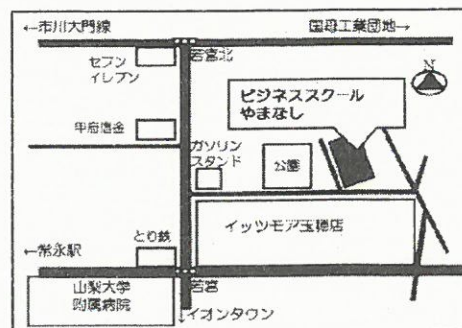 ←市川大門線
国母工業団地→
セブン
イレブン
若宮北
N
ビジネススクール
やまなし
甲府信金
ガソリン
スタンド
公園
イッツモア玉穂店
とり鉄
←常永駅
山梨大学
附属病院
若宮
↓イオンタウン